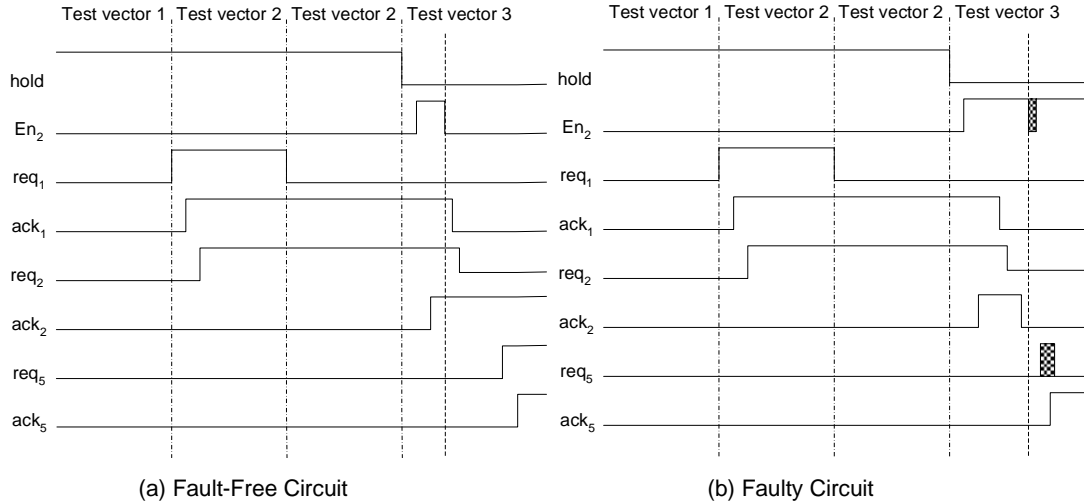 Test vector 1 Test vector 2 Test vector 2 Test vector 3
hold
En2
req1
ack1
req2
ack2
req5
ack5
(a) Fault-Free Circuit
Test vector 1 Test vector 2 Test vector 2 Test vector 3
hold
En2
req1
ack1
req2
ack2
req5
ack5
(b) Faulty Circuit